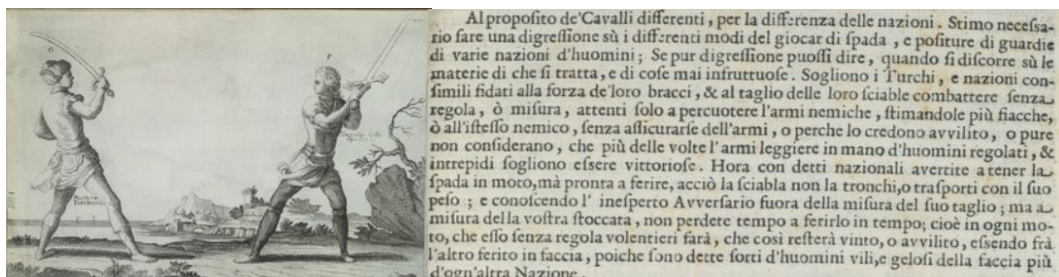 Al proposito de'Cavalli differenti, per la differenza delle nazioni. Stimo necessa-
rio fare una digressione sù i differenti modi del giocar di spada, e positure di guardie
di varie nazioni d'huomini; Se pur digressione puossi dire, quando si discorre sù le
materie di che si tratta, e di cose mai infruttuose. Sogliono i Turchi, e nazioni con-
simili fidati alla forza de'loro bracci, & al taglio delle loro sciable combattere senza
regola, ò misura, attenti solo a percuotere l'armi nemiche, stimandole più fiacche,
ò all'istesso nemico, senza assicurarse dell'armi, o perche lo credono avvilito, o pure
non considerano, che più delle volte l'armi leggiere in mano d'huomini regolati, &
intrepidi sogliono essere vittoriose. Hora con detti nazionali avertite a tener la
spada in moto, mà pronta a ferire, acciò la sciabla non la tronchi, o trasporti con il suo
peso; e conoscendo l'inesperto Avversario fuora della misura del suo taglio; ma a
misura della vostra stoccata, non perdete tempo a ferirlo in tempo; cioè in ogni mo-
to, che esso senza regola volentieri farà, che così resterà vinto, o avvilito, essendo frà
l'altro ferito in faccia, poiche sono dette sorti d'huomini vili, e gelosi della faccia più
d'ogn'altra Nazione.